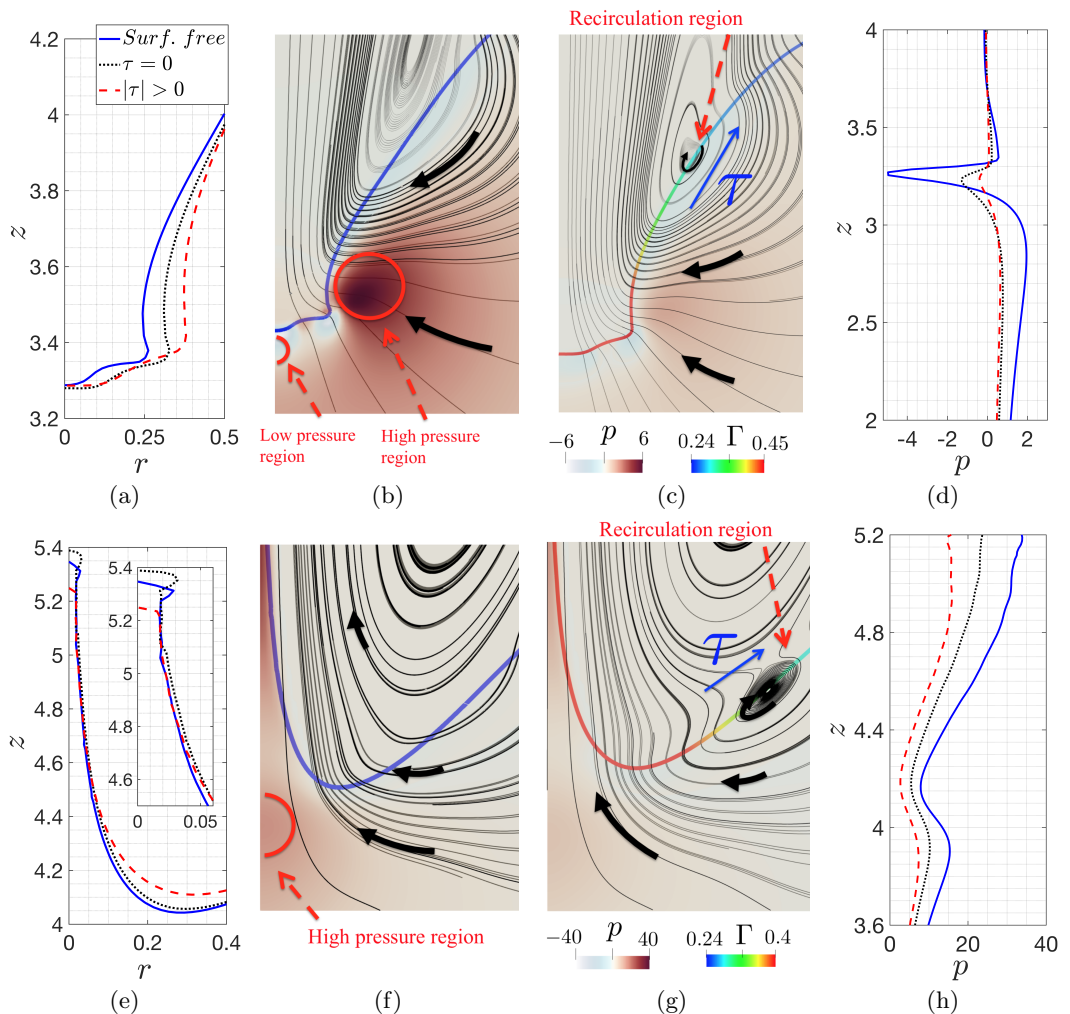 Recirculation region
4.2
4
3.8
3.6
3.4
3.2
z
0
0.25
0.5
r
Surf. free
τ = 0
|τ| > 0
(a)
Low pressure
region
High pressure
region
(b)
τ
−6 p 6
0.24 Γ 0.45
(c)
4
3.5
3
2.5
2
z
-4
-2
0
2
p
(d)
Recirculation region
5.4
5.2
5
4.8
4.6
4.4
4.2
4
z
0
0.2
0.4
r
5.4
5.2
5
4.8
4.6
0
0.05
(e)
High pressure region
(f)
τ
−40 p 40
0.24 Γ 0.4
(g)
5.2
4.8
4.4
4
3.6
z
0
20
40
p
(h)